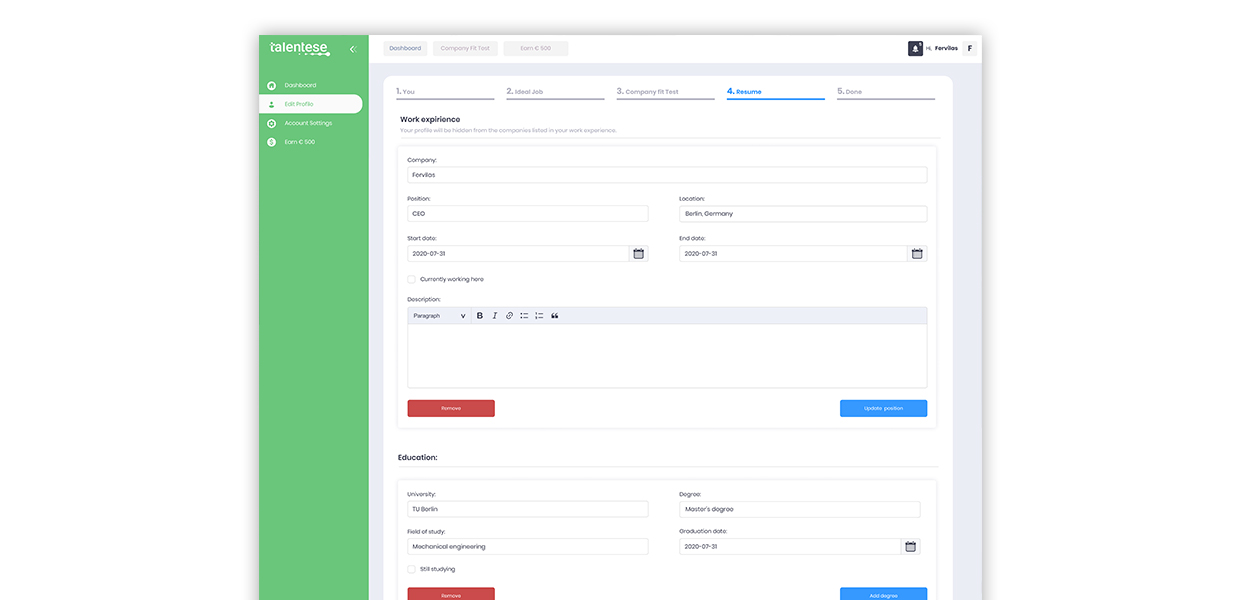 talentese
Dashboard
Company Fit Test
Earn € 500
Hi, Fervilas
F
Dashboard
Edit Profile
Account Settings
Earn € 500
1. You
2. Ideal Job
3. Company fit Test
4. Resume
5. Done
Work expirience
Your profile will be hidden from the companies listed in your work experience.
Company:
Fervilas
Position:
Location:
CEO
Berlin, Germany
Start date:
End date:
2020-07-31
2020-07-31
Currently working here
Description:
Paragraph
B I
Remove
Update position
Education:
University:
Degree:
TU Berlin
Master's degree
Field of study:
Graduation date:
Mechanical engineering
2020-07-31
Still studying
Remove
Add degree